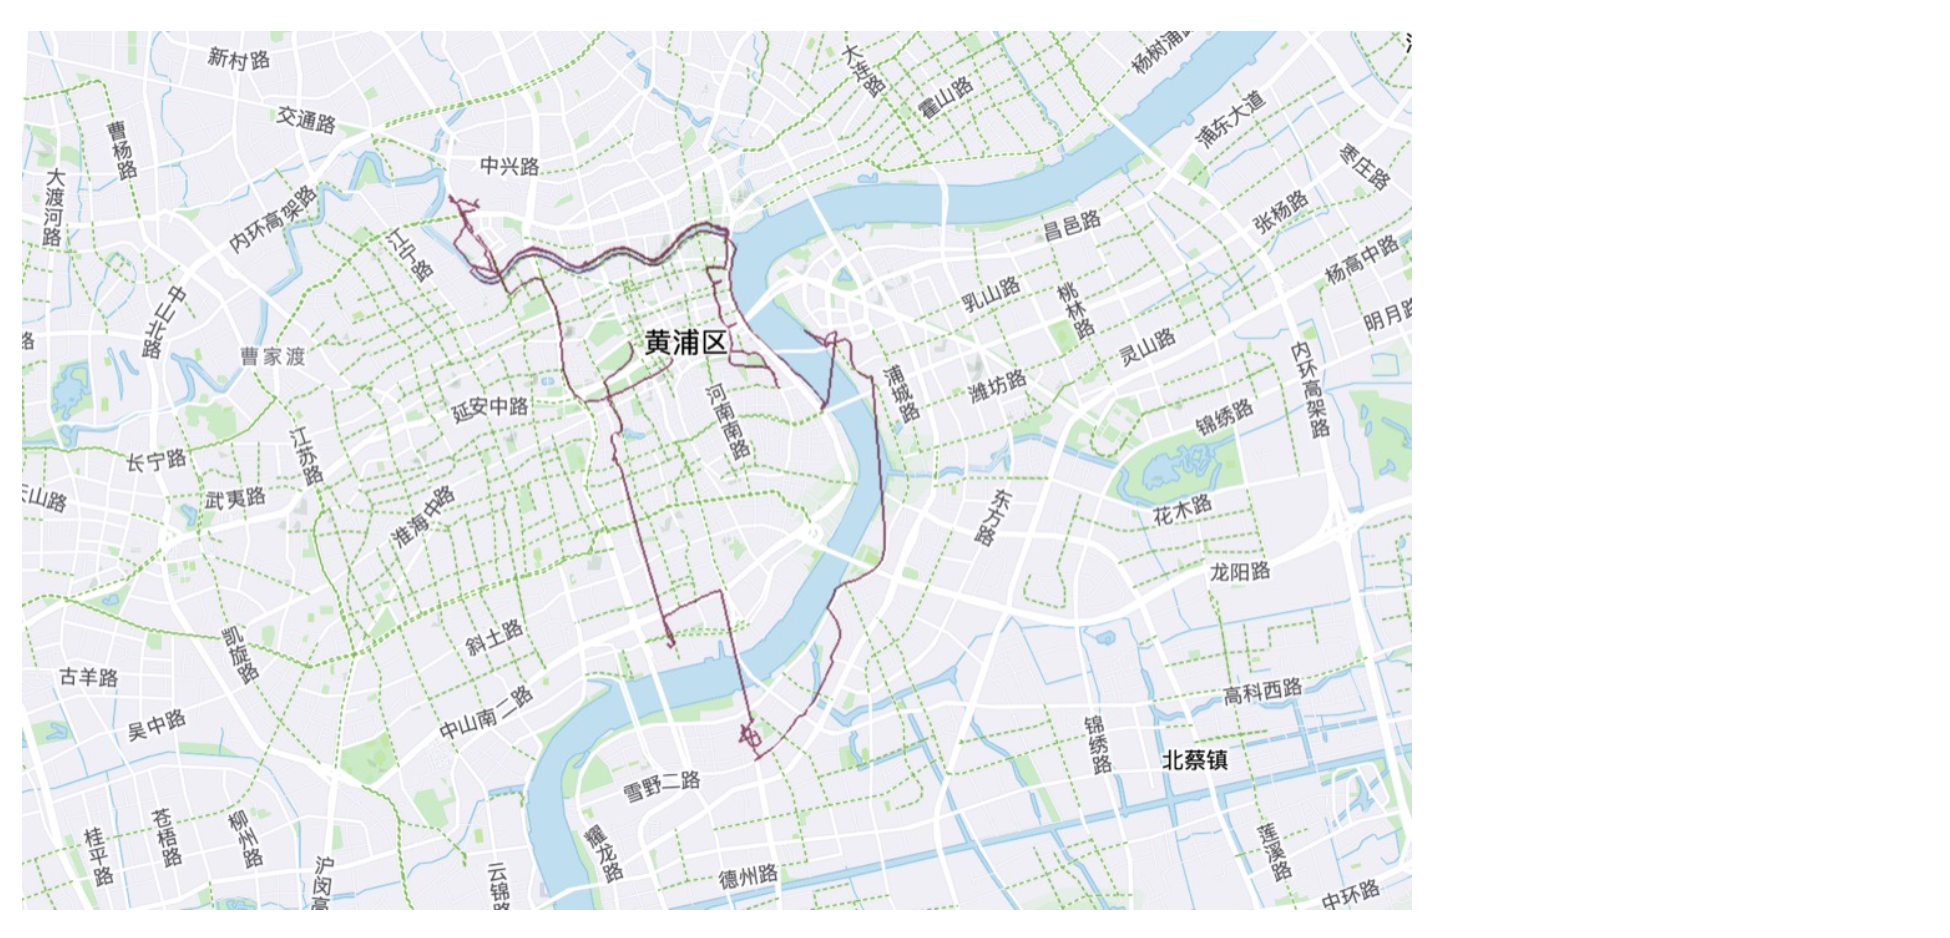 新村路
大连路
杨树浦路
霍山路
浦东大道
交通路
曹杨路
中兴路
枣庄路
大渡河路
内环高架路
江宁路
张杨路
昌邑路
杨高中路
中山北路
乳山路
桃林路
明月路
路
曹家渡
黄浦区
灵山路
内环高架路
浦城路
潍坊路
河南南路
延安中路
锦绣路
江苏路
长宁路
山路
武夷路
淮海中路
东方路
花木路
龙阳路
凯旋路
斜土路
古羊路
高科西路
吴中路
中山南二路
锦绣路
北蔡镇
雪野二路
桂平路
苍梧路
柳州路
沪闵高
云锦路
耀龙路
德州路
莲溪路
中环路